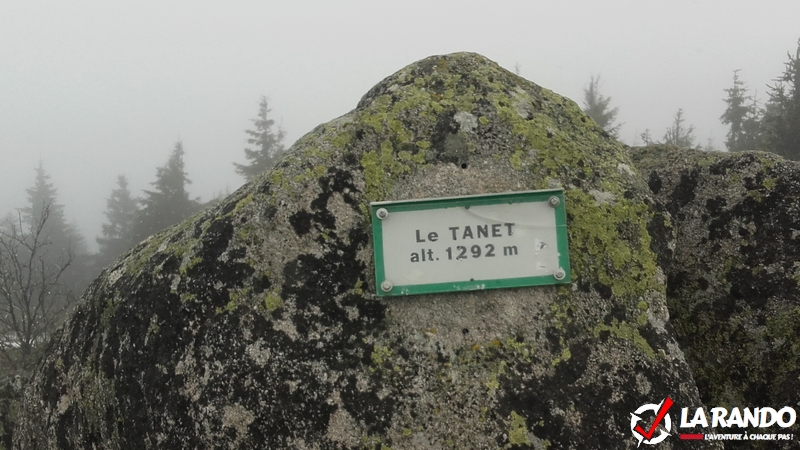 Le TANET
alt. 1292 m
LA RANDO
L'AVENTURE À CHAQUE PAS !